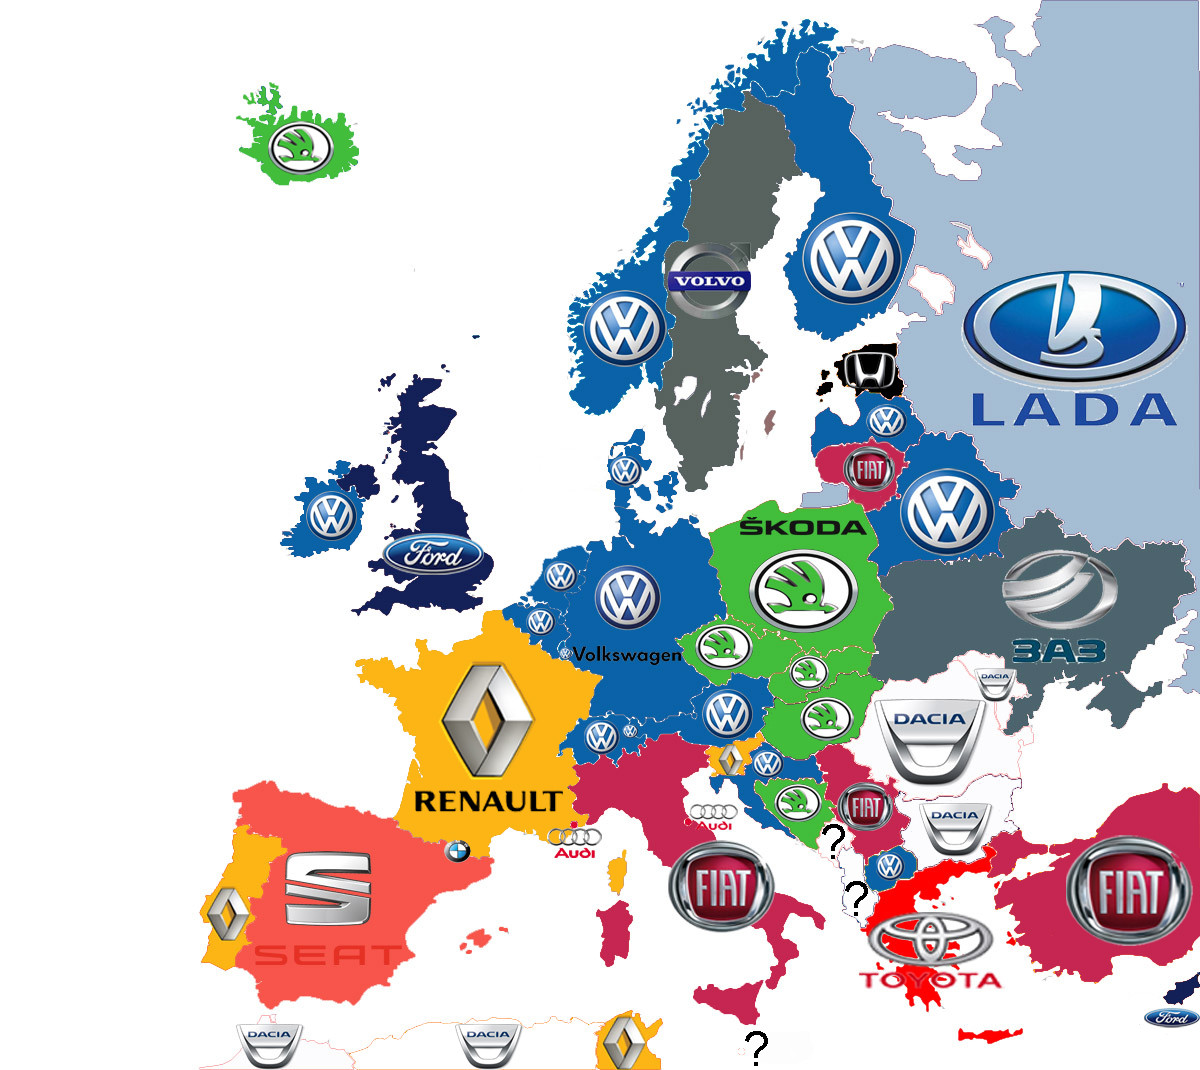 VOLVO
LADA
H
Ford
FIAT
ŠKODA
ЗАЗ
Volkswagen
DACIA
DACIA
RENAULT
FIAT
Audi
Audi
DACIA
?
FIAT
FIAT
SEAT
?
TOYOTA
Ford
DACIA
DACIA
?